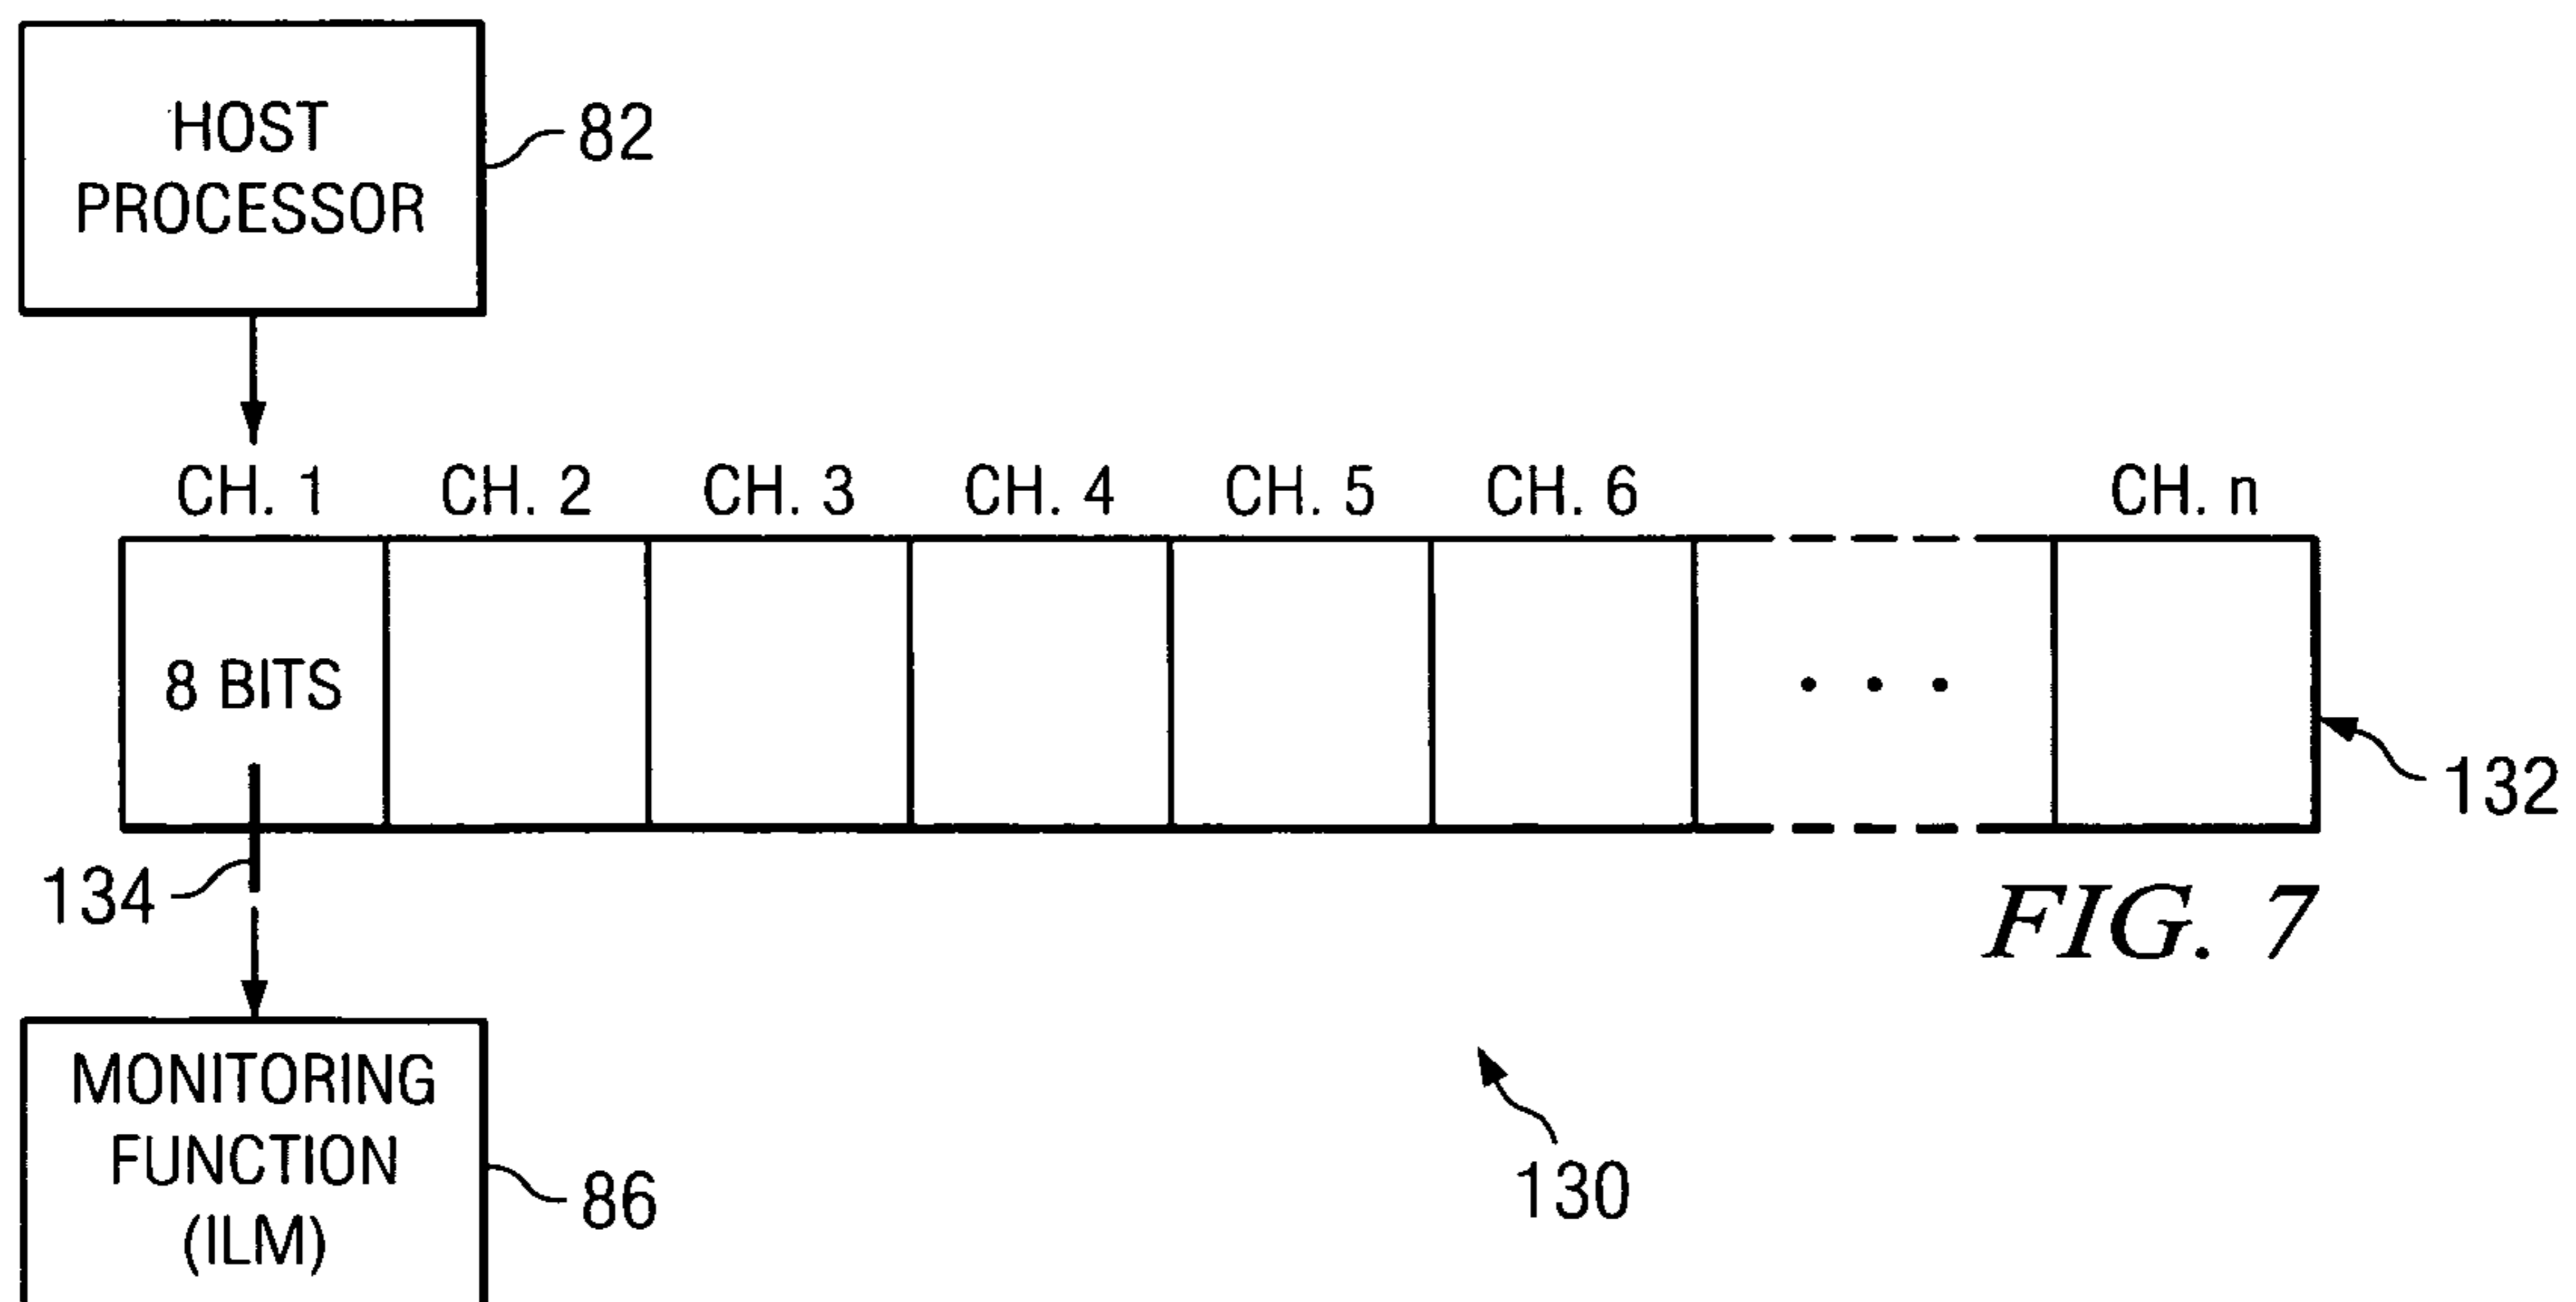 HOST
PROCESSOR
82
CH. 1 CH. 2 CH. 3 CH. 4 CH. 5 CH. 6 CH. n
8 BITS
. . .
132
134
FIG. 7
MONITORING
FUNCTION
(ILM)
86
130